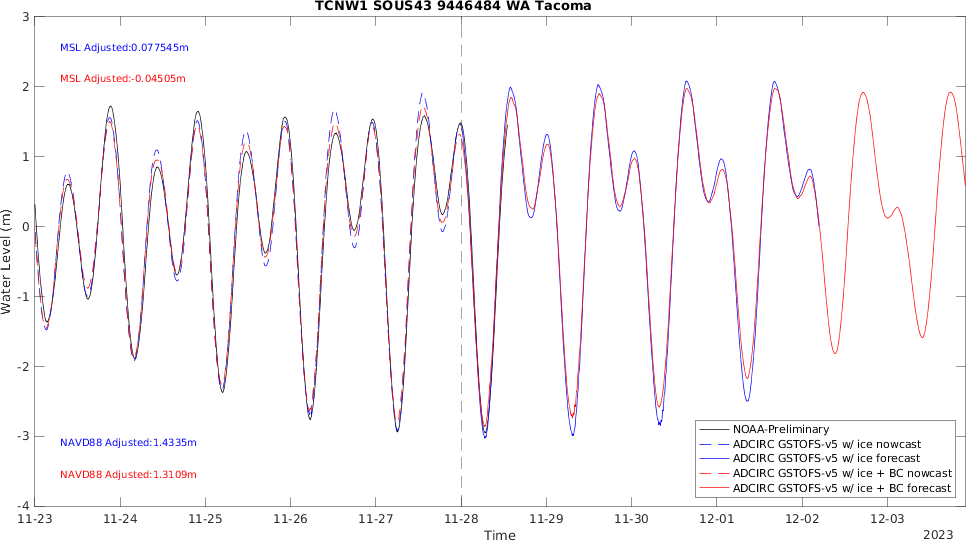 TCNW1 SOUS43 9446484 WA Tacoma
3
2
1
0
-1
-2
-3
-4
Water Level (m)
MSL Adjusted:0.077545m
MSL Adjusted:-0.04505m
NAVD88 Adjusted:1.4335m
NAVD88 Adjusted:1.3109m
NOAA-Preliminary
ADCIRC GSTOFS-v5 w/ ice nowcast
ADCIRC GSTOFS-v5 w/ ice forecast
ADCIRC GSTOFS-v5 w/ ice + BC nowcast
ADCIRC GSTOFS-v5 w/ ice + BC forecast
11-23 11-24 11-25 11-26 11-27 11-28 11-29 11-30 12-01 12-02 12-03
Time
2023